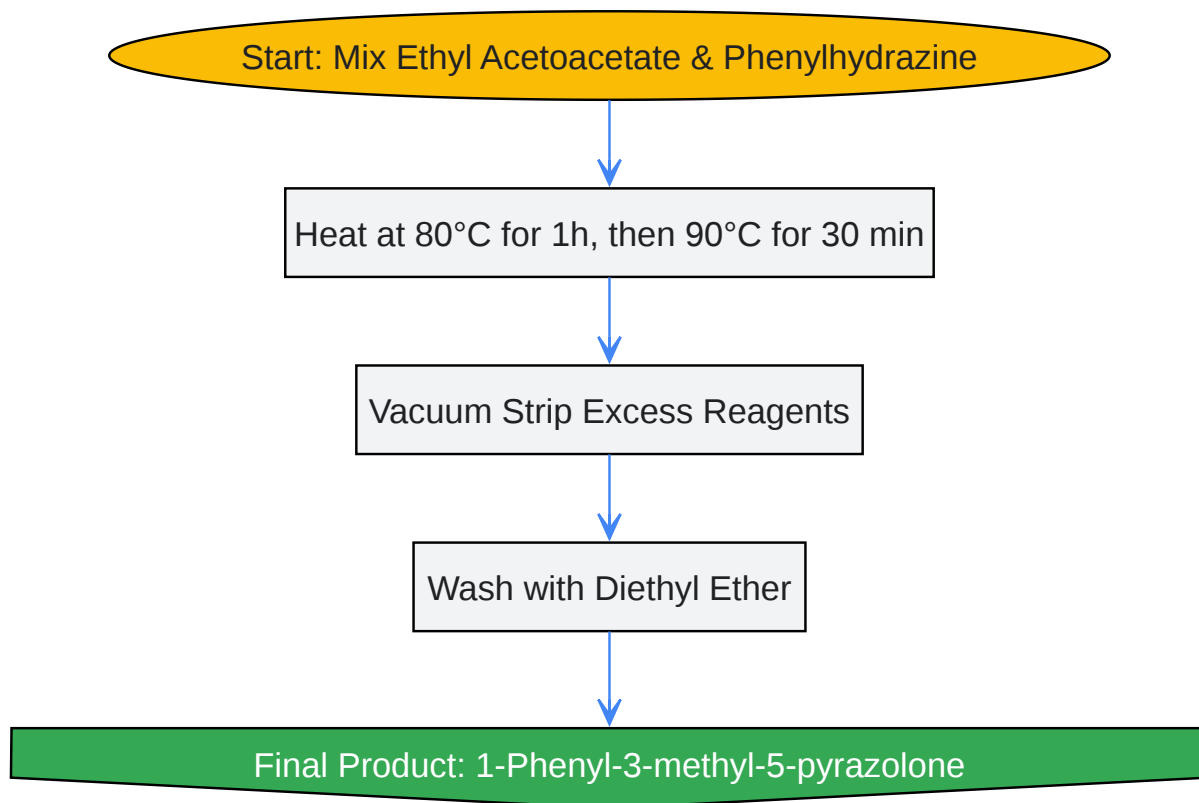 Start: Mix Ethyl Acetoacetate & Phenylhydrazine
Heat at 80°C for 1h, then 90°C for 30 min
Vacuum Strip Excess Reagents
Wash with Diethyl Ether
Final Product: 1-Phenyl-3-methyl-5-pyrazolone